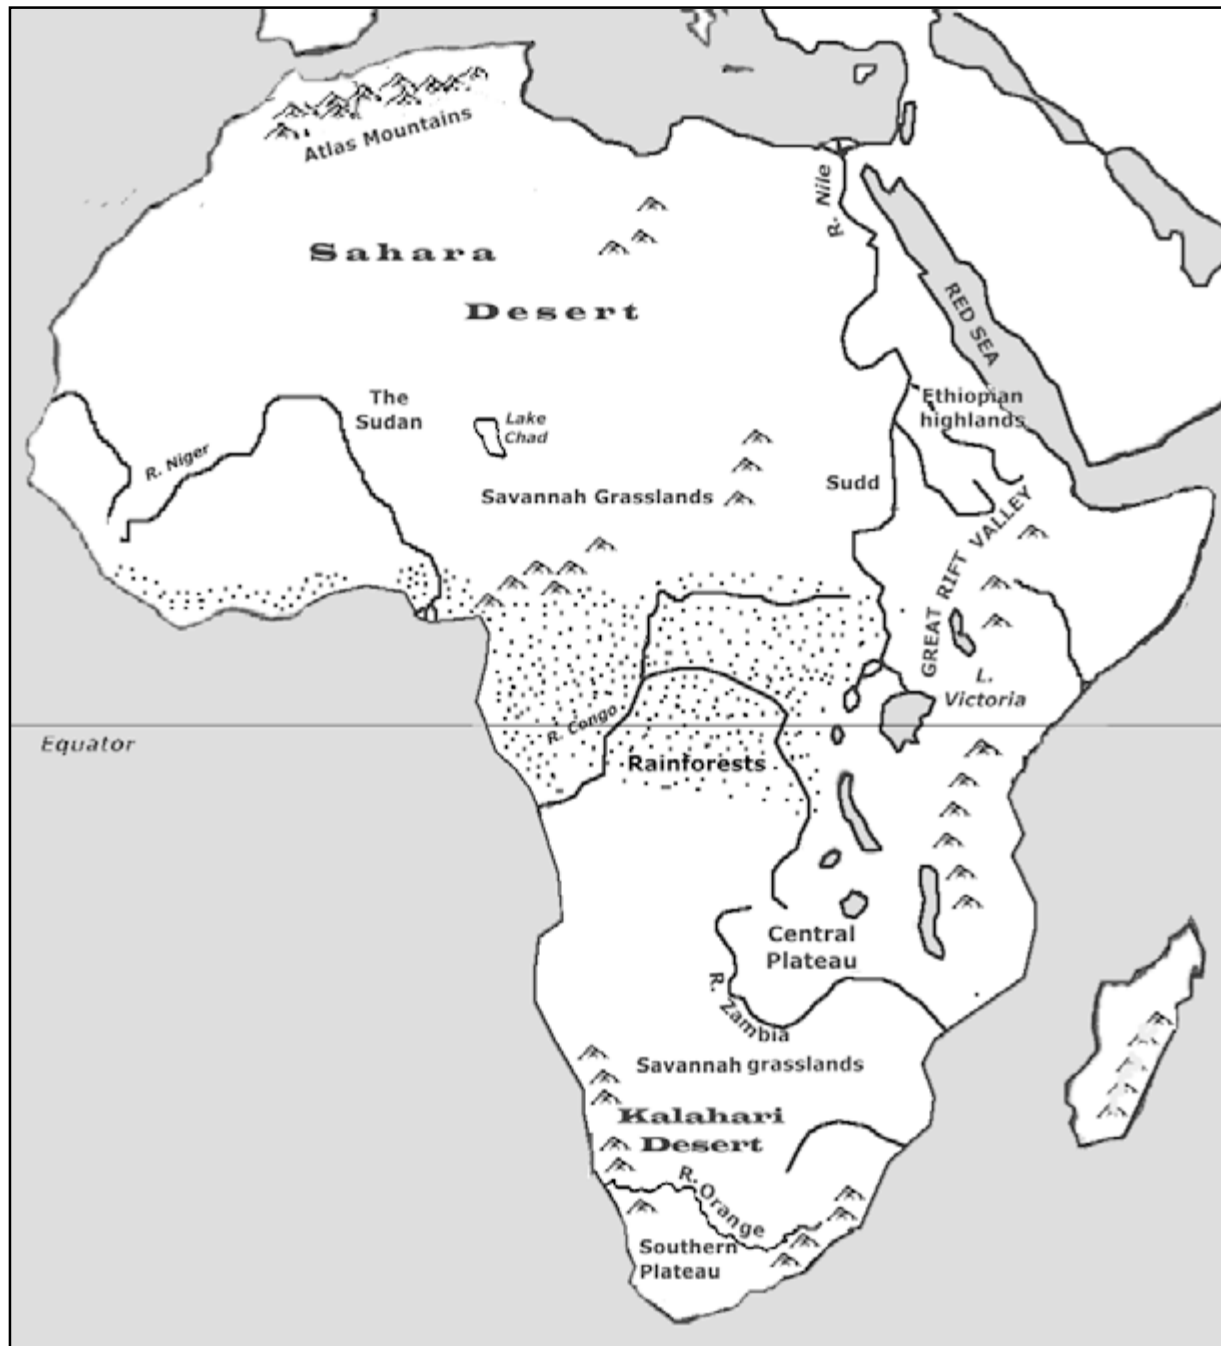 Atlas Mountains
R. Nile
Sahara
Desert
RED SEA
The
Sudan
Lake
Chad
Ethiopian
highlands
R. Niger
Savannah Grasslands
Sudd
GREAT RIFT VALLEY
L.
Victoria
R. Congo
Equator
Rainforests
Central
Plateau
R. Zambia
Savannah grasslands
Kalahari
Desert
R. Orange
Southern
Plateau